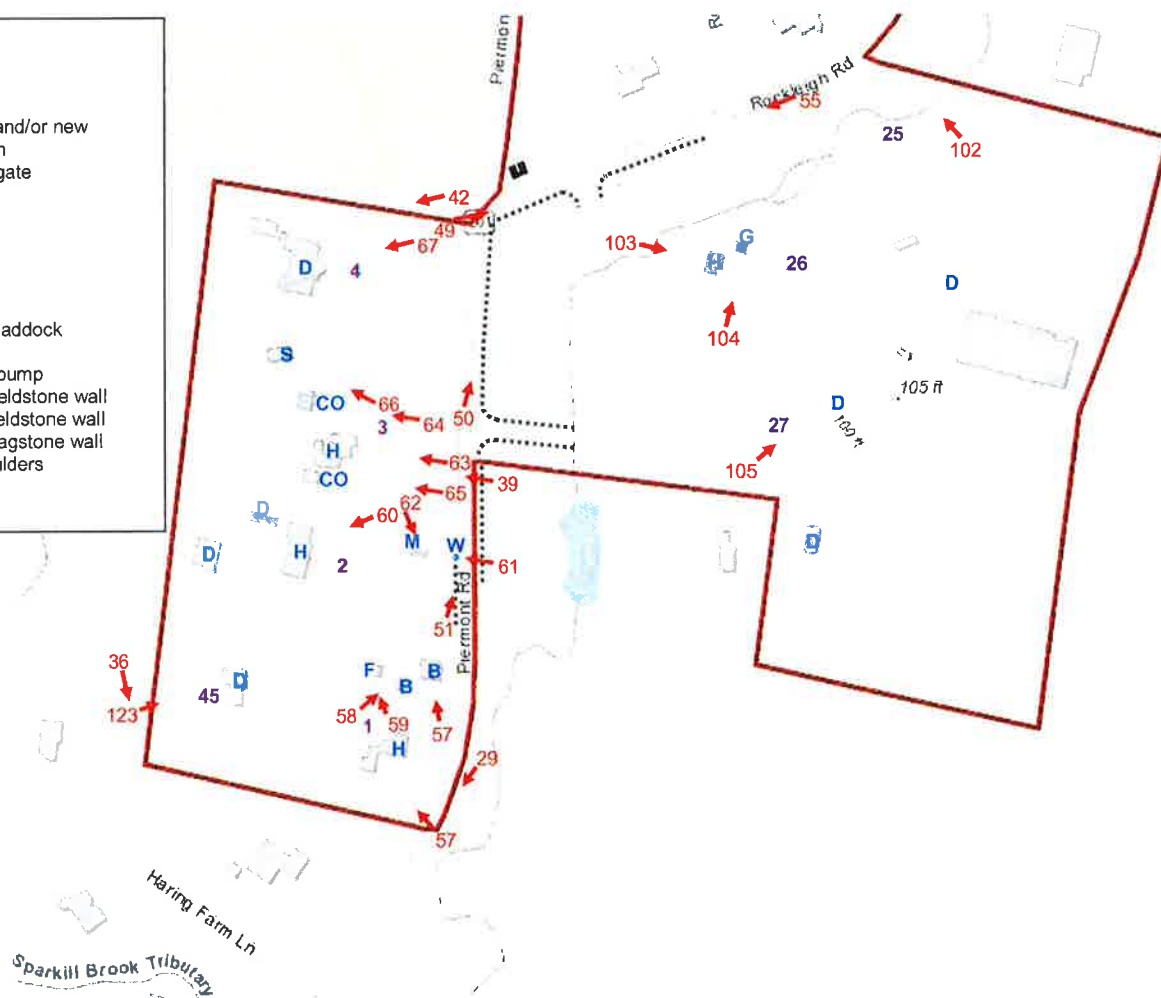 and/or new
gate
addock
eldstone wall
eldstone wall
agstone wall
Piermon
Rockleigh Rd
55
25
102
42
49
67
D
4
103
H
G
26
D
104
S
CO
66
64
50
3
H
63
CO
39
65
62
60
M
W
61
D
D
H
2
51
Piermont Rd
105 ft
D
100 ft
27
105
D
36
123
45
D
F
B
B
58
59
57
1
H
29
57
Haring Farm Ln
Sparkill Brook Tributary